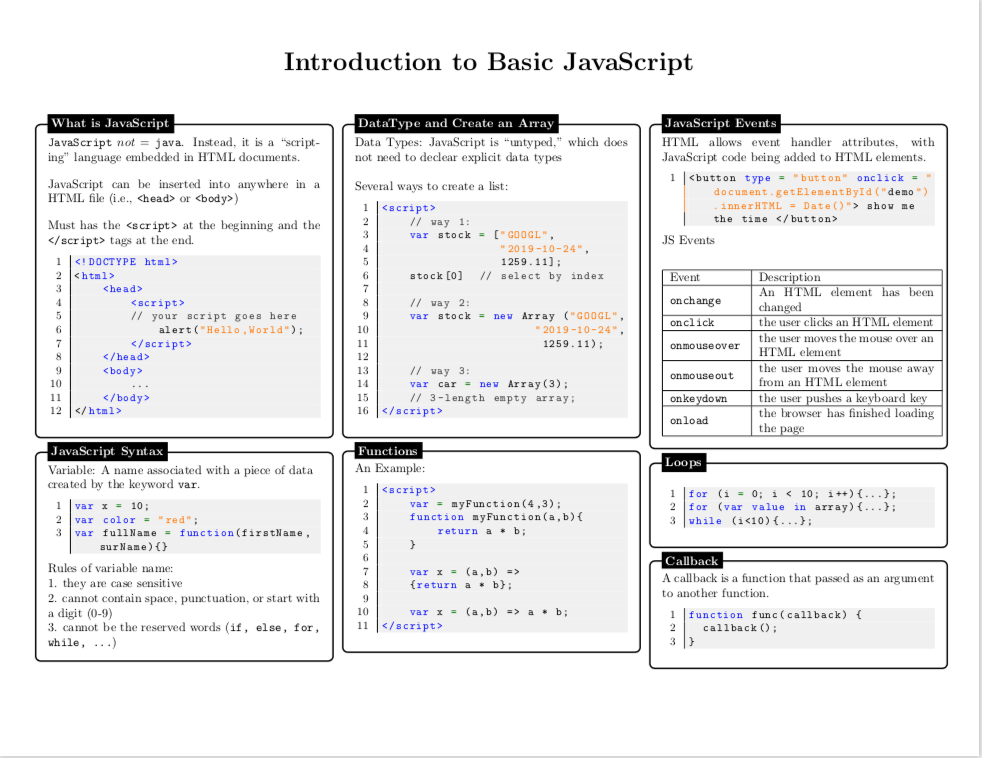 Introduction to Basic JavaScript
What is JavaScript
JavaScript not = java. Instead, it is a “script-
ing” language embedded in HTML documents.
JavaScript can be inserted into anywhere in a
HTML file (i.e., <head> or <body>)
Must has the <script> at the beginning and the
</script> tags at the end.
1 <!DOCTYPE html>
2 <html>
3 <head>
4 <script>
5 // your script goes here
6 alert("Hello,World");
7 </script>
8 </head>
9 <body>
10 ...
11 </body>
12 </html>
JavaScript Syntax
Variable: A name associated with a piece of data
created by the keyword var.
1 var x = 10;
2 var color = "red";
3 var fullName = function(firstName,
surName){}
Rules of variable name:
1. they are case sensitive
2. cannot contain space, punctuation, or start with
a digit (0-9)
3. cannot be the reserved words (if, else, for,
while, ...)
DataType and Create an Array
Data Types: JavaScript is “untyped,” which does
not need to declear explicit data types
Several ways to create a list:
1 <script>
2 // way 1:
3 var stock = ["GOOGL",
4 "2019-10-24",
5 1259.11];
6 stock[0] // select by index
7
8 // way 2:
9 var stock = new Array ("GOOGL",
10 "2019-10-24",
11 1259.11);
12
13 // way 3:
14 var car = new Array(3);
15 // 3-length empty array;
16 </script>
Functions
An Example:
1 <script>
2 var = myFunction(4,3);
3 function myFunction(a,b){
4 return a * b;
5 }
6
7 var x = (a,b) =>
8 {return a * b};
9
10 var x = (a,b) => a * b;
11 </script>
JavaScript Events
HTML allows event handler attributes, with
JavaScript code being added to HTML elements.
1 <button type = "button" onclick = "
document.getElementById("demo")
.innerHTML = Date()"> show me
the time </button>
JS Events
Event Description
onchange An HTML element has been
changed
onclick the user clicks an HTML element
onmouseover the user moves the mouse over an
HTML element
onmouseout the user moves the mouse away
from an HTML element
onkeydown the user pushes a keyboard key
onload the browser has finished loading
the page
Loops
1 for (i = 0; i < 10; i++){...};
2 for (var value in array){...};
3 while (i<10){...};
Callback
A callback is a function that passed as an argument
to another function.
1 function func(callback) {
2 callback();
3 }